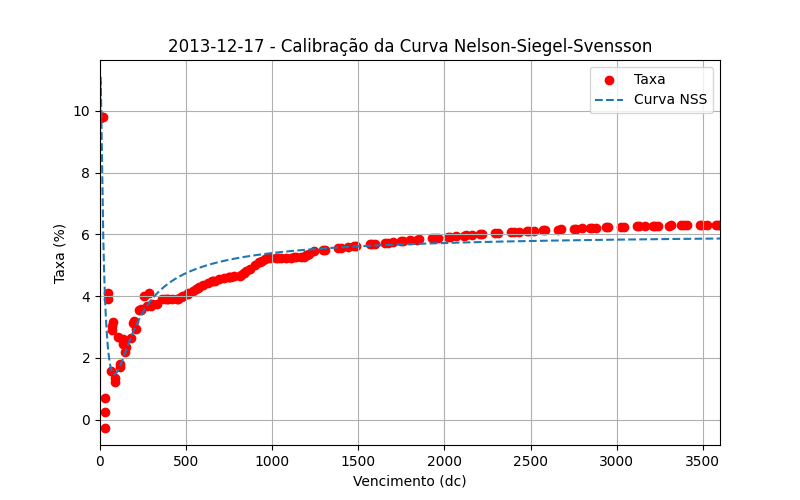 2013-12-17 - Calibração da Curva Nelson-Siegel-Svensson
Taxa
Curva NSS
Taxa (%)
10
8
6
4
2
0
0 500 1000 1500 2000 2500 3000 3500
Vencimento (dc)